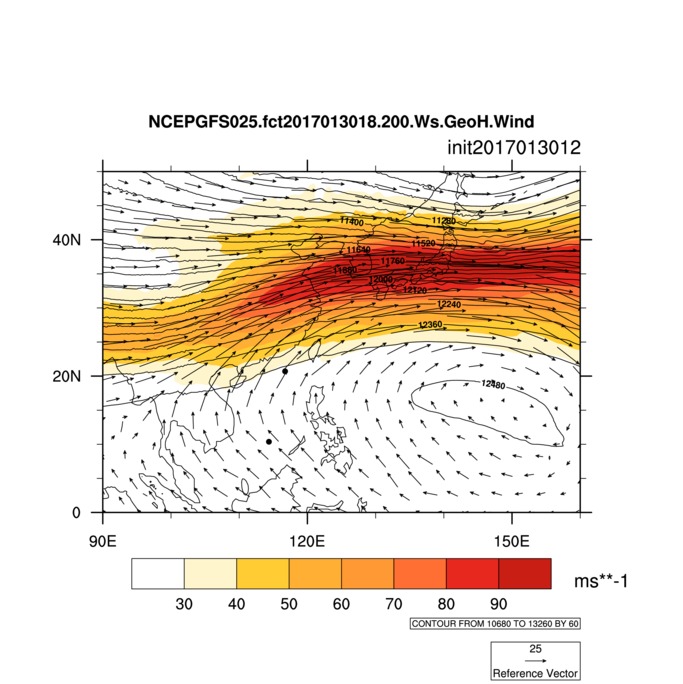 NCEPGFS025.fct2017013018.200.Ws.GeoH.Wind
init2017013012
11400
11280
40N
11520
11640
11760
11880
12000
12120
12240
12360
20N
12480
0
90E 120E 150E
ms**-1
30 40 50 60 70 80 90
CONTOUR FROM 10680 TO 13260 BY 60
25
Reference Vector